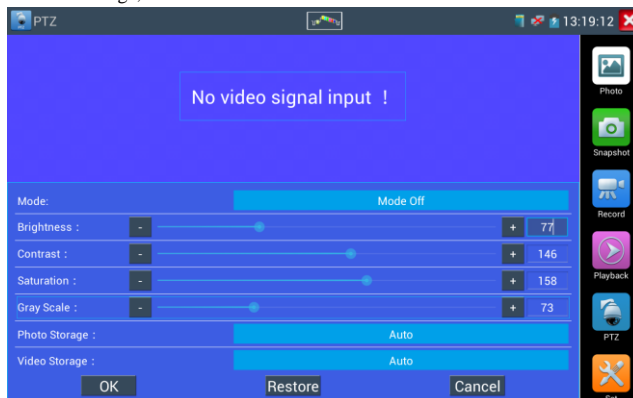 PTZ
13:19:12
No video signal input !
Photo
Snapshot
Record
Playback
PTZ
Mode: Mode Off
Brightness : - + 77
Contrast : - + 146
Saturation : - + 158
Gray Scale : - + 73
Photo Storage : Auto
Video Storage : Auto
OK Restore Cancel